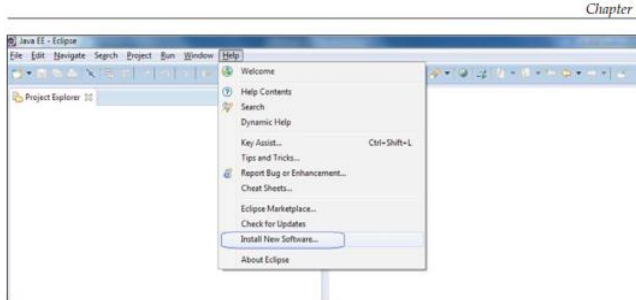 Chapter
Java EE - Eclipse
File Edit Navigate Search Project Run Window Help
Project Explorer
Welcome
Help Contents
Search
Dynamic Help
Key Assist... Ctrl+Shift+L
Tips and Tricks...
Report Bug or Enhancement...
Cheat Sheets...
Eclipse Marketplace...
Check for Updates
Install New Software...
About Eclipse